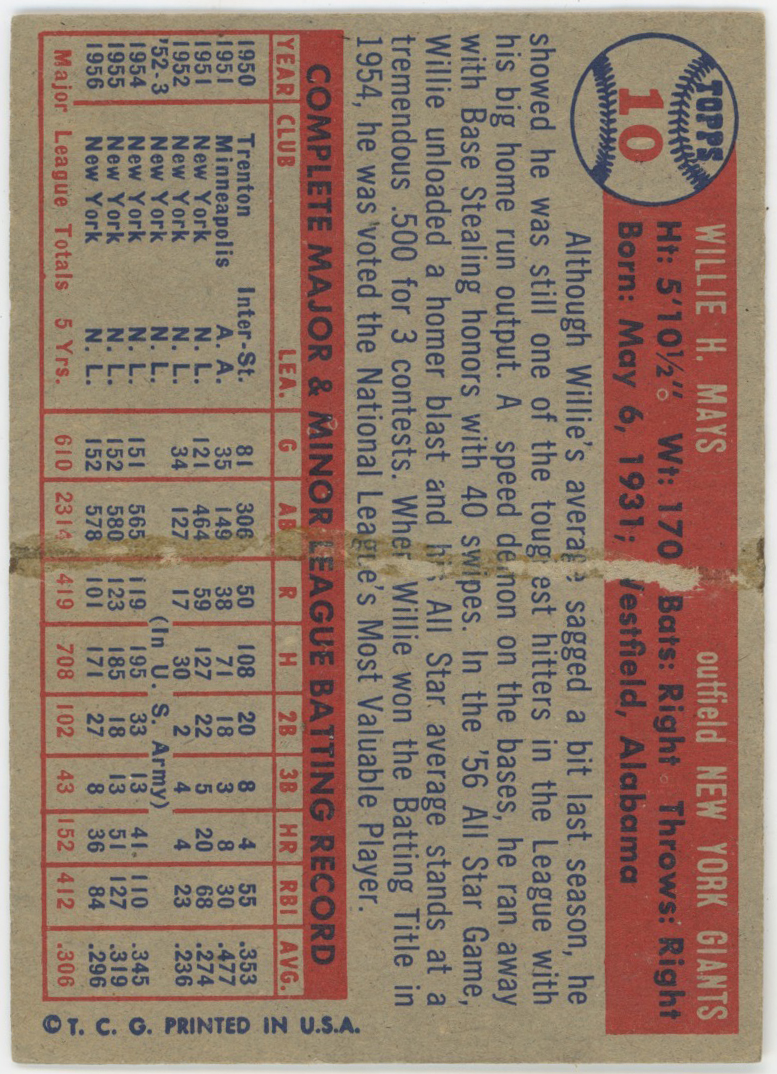 TOPPS
10
WILLIE H. MAYS outfield NEW YORK GIANTS
Ht: 5'10½" Wt: 170 Bats: Right Throws: Right
Born: May 6, 1931; Westfield, Alabama
Although Willie's average sagged a bit last season, he
showed he was still one of the toughest hitters in the League with
his big home run output. A speed demon on the bases, he ran away
with Base Stealing honors with 40 swipes. In the '56 All Star Game,
Willie unloaded a homer blast and his All Star average stands at a
tremendous .500 for 3 contests. When Willie won the Batting Title in
1954, he was voted the National League's Most Valuable Player.
COMPLETE MAJOR & MINOR LEAGUE BATTING RECORD
YEAR CLUB LEA. G AB R H 2B 3B HR RBI AVG.
1950 Trenton Inter-St. 81 306 50 108 20 8 4 55 .353
1951 Minneapolis A. A. 35 149 38 71 18 3 8 30 .477
1951 New York N. L. 121 464 59 127 22 5 20 68 .274
1952 New York N. L. 34 127 17 30 2 4 4 23 .236
'52-3 New York N. L. (In U. S. Army)
1954 New York N. L. 151 565 119 195 33 13 41 110 .345
1955 New York N. L. 152 580 123 185 18 13 51 127 .319
1956 New York N. L. 152 578 101 171 27 8 36 84 .296
Major League Totals 5 Yrs. 610 2314 419 708 102 43 152 412 .306
© T. C. G. PRINTED IN U.S.A.